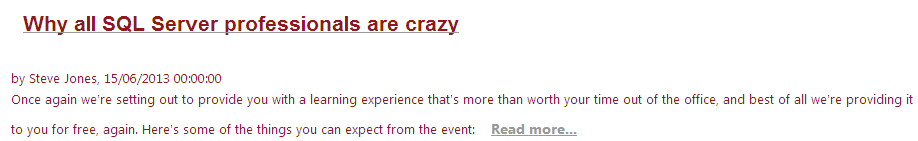 Why all SQL Server professionals are crazy
by Steve Jones, 15/06/2013 00:00:00
Once again we're setting out to provide you with a learning experience that's more than worth your time out of the office, and best of all we're providing it
to you for free, again. Here's some of the things you can expect from the event: Read more...